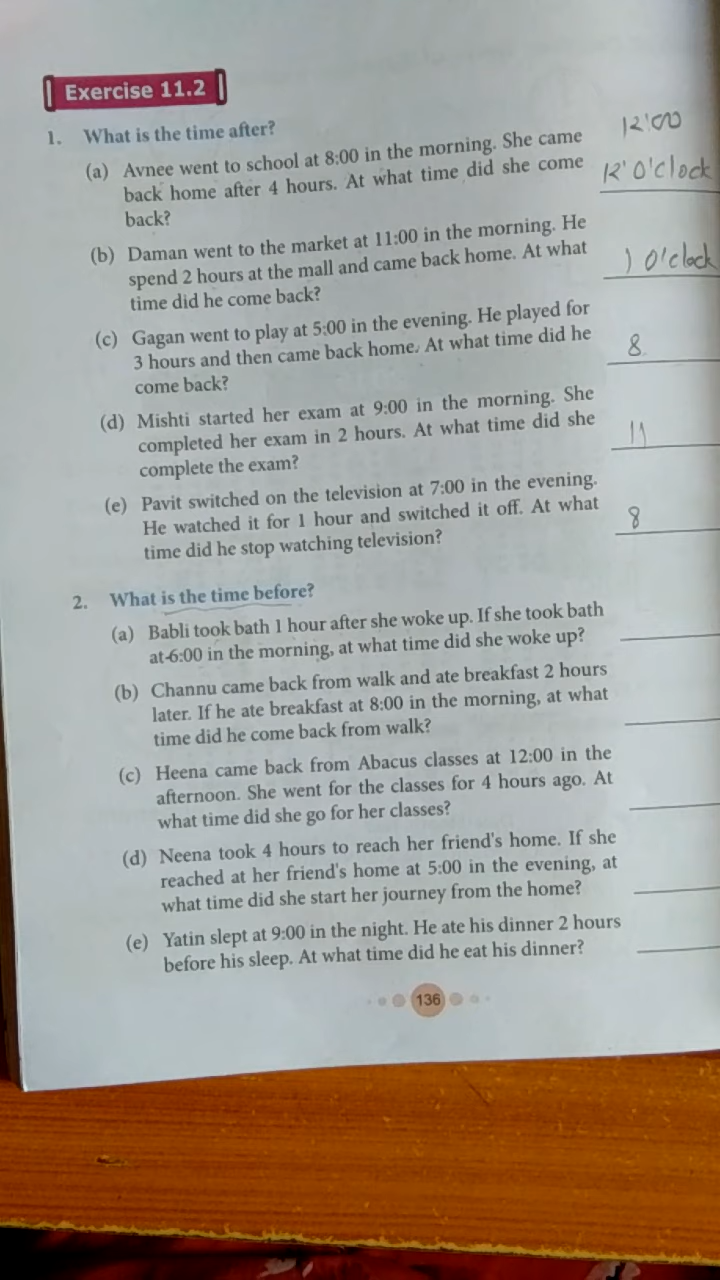 Exercise 11.2
1. What is the time after?
12:00
(a) Avnee went to school at 8:00 in the morning. She came
back home after 4 hours. At what time did she come
back?
12' O'clock
(b) Daman went to the market at 11:00 in the morning. He
spend 2 hours at the mall and came back home. At what
time did he come back?
1 O'clock
(c) Gagan went to play at 5:00 in the evening. He played for
3 hours and then came back home. At what time did he
come back?
8
(d) Mishti started her exam at 9:00 in the morning. She
completed her exam in 2 hours. At what time did she
complete the exam?
11
(e) Pavit switched on the television at 7:00 in the evening.
He watched it for 1 hour and switched it off. At what
time did he stop watching television?
8
2. What is the time before?
(a) Babli took bath 1 hour after she woke up. If she took bath
at 6:00 in the morning, at what time did she woke up?
(b) Channu came back from walk and ate breakfast 2 hours
later. If he ate breakfast at 8:00 in the morning, at what
time did he come back from walk?
(c) Heena came back from Abacus classes at 12:00 in the
afternoon. She went for the classes for 4 hours ago. At
what time did she go for her classes?
(d) Neena took 4 hours to reach her friend's home. If she
reached at her friend's home at 5:00 in the evening, at
what time did she start her journey from the home?
(e) Yatin slept at 9:00 in the night. He ate his dinner 2 hours
before his sleep. At what time did he eat his dinner?
136